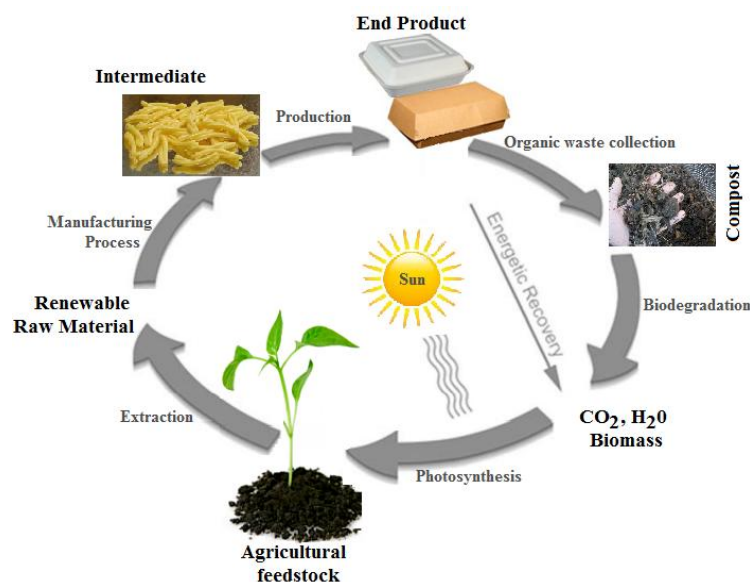 End Product
Intermediate
Production
Organic waste collection
Compost
Manufacturing
Process
Energetic Recovery
Sun
Biodegradation
Renewable
Raw Material
Extraction
CO₂, H₂0
Biomass
Photosynthesis
Agricultural
feedstock